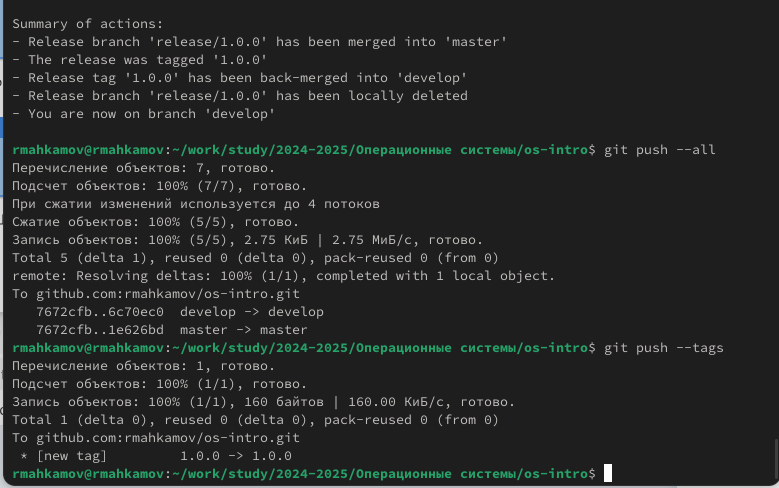 Summary of actions:
- Release branch 'release/1.0.0' has been merged into 'master'
- The release was tagged '1.0.0'
- Release tag '1.0.0' has been back-merged into 'develop'
- Release branch 'release/1.0.0' has been locally deleted
- You are now on branch 'develop'
rmahkamov@rmahkamov:~/work/study/2024-2025/Операционные системы/os-intro$ git push --all
Перечисление объектов: 7, готово.
Подсчет объектов: 100% (7/7), готово.
При сжатии изменений используется до 4 потоков
Сжатие объектов: 100% (5/5), готово.
Запись объектов: 100% (5/5), 2.75 КиБ | 2.75 МиБ/с, готово.
Total 5 (delta 1), reused 0 (delta 0), pack-reused 0 (from 0)
remote: Resolving deltas: 100% (1/1), completed with 1 local object.
To github.com:rmahkamov/os-intro.git
   7672cfb..6c70ec0  develop -> develop
   7672cfb..1e626bd  master -> master
rmahkamov@rmahkamov:~/work/study/2024-2025/Операционные системы/os-intro$ git push --tags
Перечисление объектов: 1, готово.
Подсчет объектов: 100% (1/1), готово.
Запись объектов: 100% (1/1), 160 байтов | 160.00 КиБ/с, готово.
Total 1 (delta 0), reused 0 (delta 0), pack-reused 0 (from 0)
To github.com:rmahkamov/os-intro.git
 * [new tag]         1.0.0 -> 1.0.0
rmahkamov@rmahkamov:~/work/study/2024-2025/Операционные системы/os-intro$